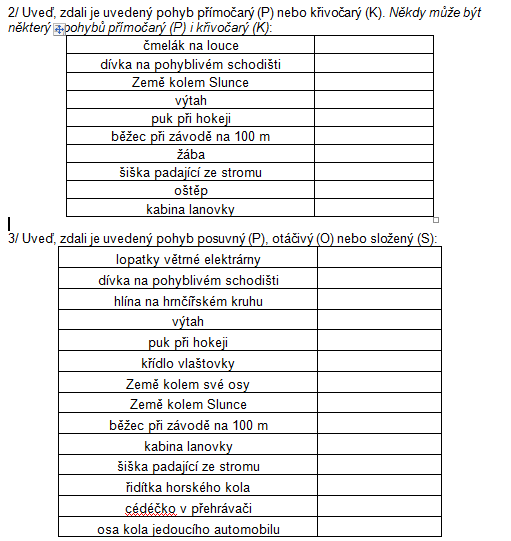 2/ Uveď, zdali je uvedený pohyb přímočarý (P) nebo křivočarý (K). Někdy může být
některý pohybů přímočarý (P) i křivočarý (K):
čmelák na louce
dívka na pohyblivém schodišti
Země kolem Slunce
výtah
puk při hokeji
běžec při závodě na 100 m
žába
šiška padající ze stromu
oštěp
kabina lanovky
3/ Uveď, zdali je uvedený pohyb posuvný (P), otáčivý (O) nebo složený (S):
lopatky větrné elektrárny
dívka na pohyblivém schodišti
hlína na hrnčířském kruhu
výtah
puk při hokeji
křídlo vlaštovky
Země kolem své osy
Země kolem Slunce
běžec při závodě na 100 m
kabina lanovky
šiška padající ze stromu
řidítka horského kola
cédéčko v přehrávači
osa kola jedoucího automobilu